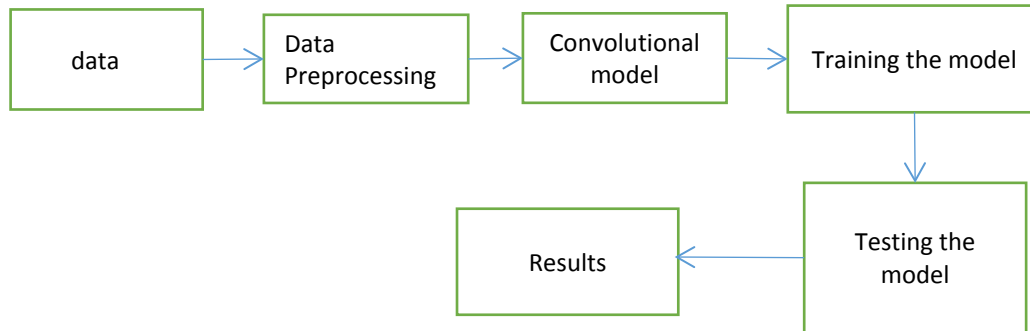 data
Data
Preprocessing
Convolutional
model
Training the model
Testing the
model
Results